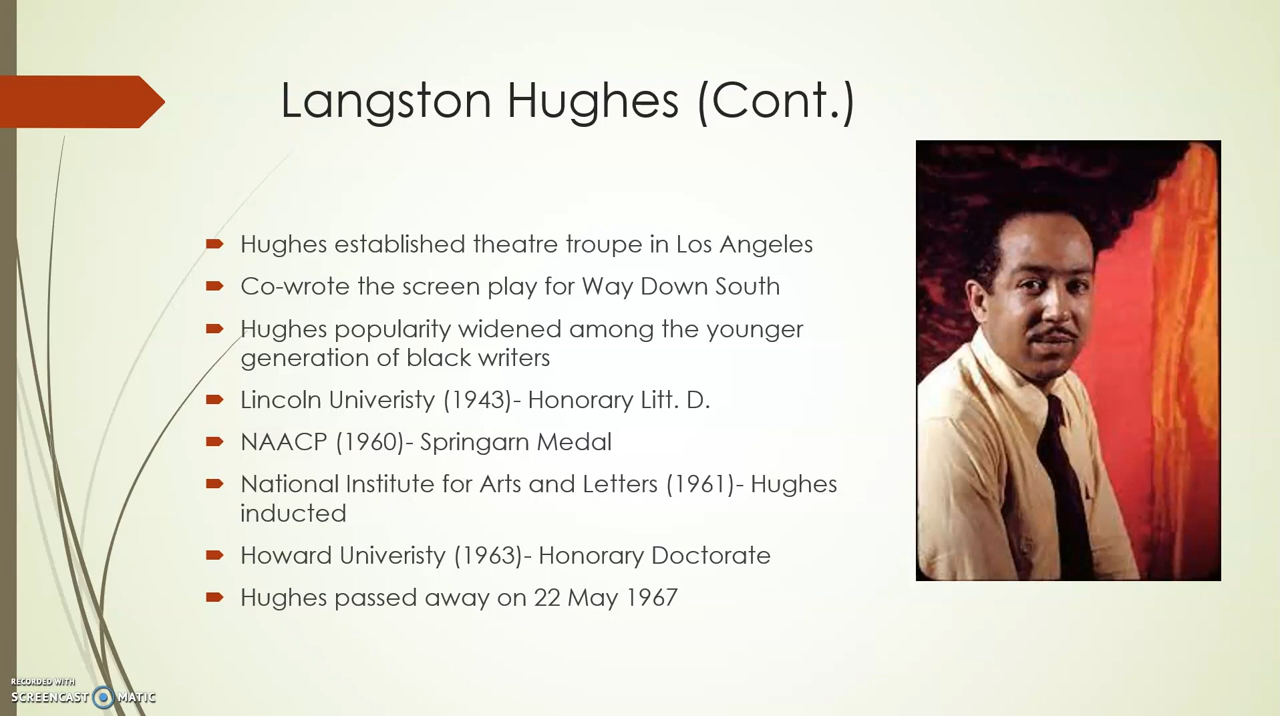 Langston Hughes (Cont.)
Hughes established theatre troupe in Los Angeles
Co-wrote the screen play for Way Down South
Hughes popularity widened among the younger
generation of black writers
Lincoln Univeristy (1943)- Honorary Litt. D.
NAACP (1960)- Springarn Medal
National Institute for Arts and Letters (1961)- Hughes
inducted
Howard Univeristy (1963)- Honorary Doctorate
Hughes passed away on 22 May 1967
RECORDED WITH
SCREENCAST MATIC